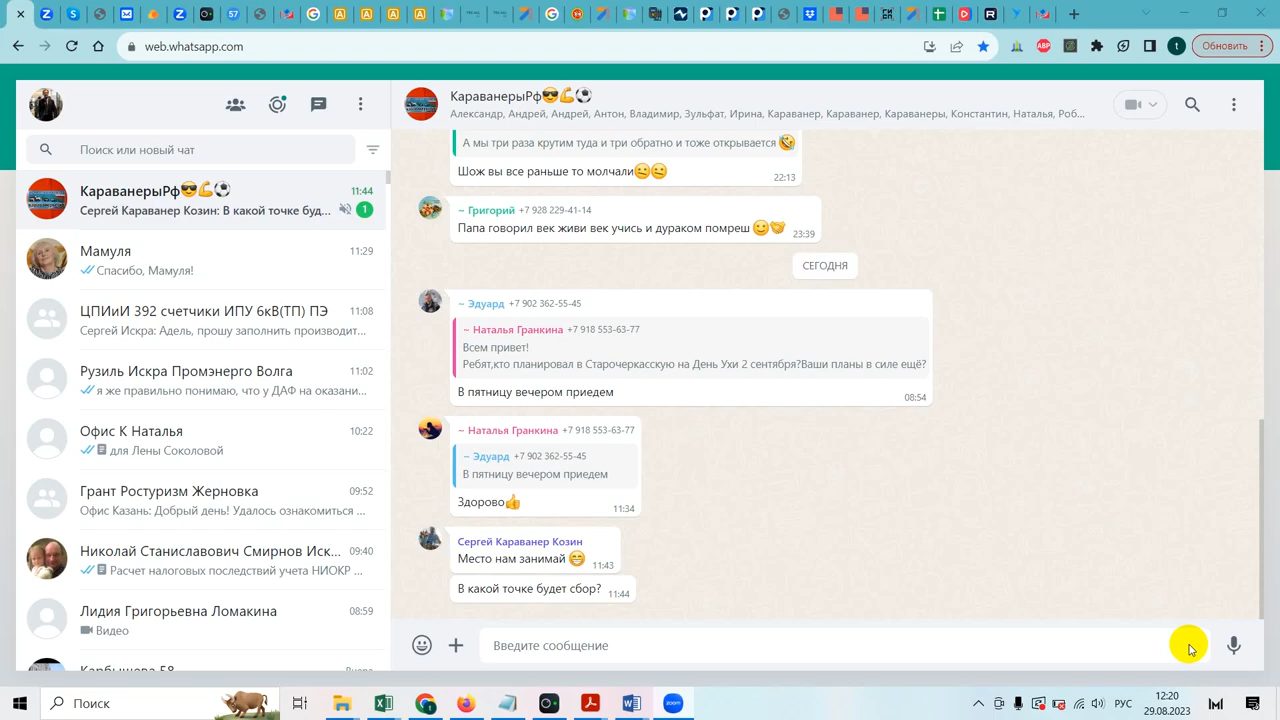 57
web.whatsapp.com
ABP
t
Обновить
Поиск или новый чат
КараванерыРф😎💪⚽
11:44
Сергей Караванер Козин: В какой точке буд...
1
Мамуля
11:29
Спасибо, Мамуля!
ЦПИиИ 392 счетчики ИПУ 6кВ(ТП) ПЭ
11:08
Сергей Искра: Адель, прошу заполнить производит...
Рузиль Искра Промэнерго Волга
11:02
я же правильно понимаю, что у ДАФ на оказани...
Офис К Наталья
10:22
для Лены Соколовой
Грант Ростуризм Жерновка
09:52
Офис Казань: Добрый день! Удалось ознакомиться ...
Николай Станиславович Смирнов Иск...
09:40
Расчет налоговых последствий учета НИОКР ...
Лидия Григорьевна Ломакина
08:59
Видео
Карбышева 58
Вчера
КараванерыРф😎💪⚽
Александр, Андрей, Андрей, Антон, Владимир, Зульфат, Ирина, Караванер, Караванер, Караванеры, Константин, Наталья, Роб...
А мы три раза крутим туда и три обратно и тоже открывается 🤣
Шож вы все раньше то молчали
22:13
~ Григорий +7 928 229-41-14
Папа говорил век живи век учись и дураком помреш
23:39
СЕГОДНЯ
~ Эдуард +7 902 362-55-45
~ Наталья Гранкина +7 918 553-63-77
Всем привет!
Ребят,кто планировал в Старочеркасскую на День Ухи 2 сентября?Ваши планы в силе ещё?
В пятницу вечером приедем
08:54
~ Наталья Гранкина +7 918 553-63-77
~ Эдуард +7 902 362-55-45
В пятницу вечером приедем
Здорово👍
11:34
Сергей Караванер Козин
Место нам занимай 😁
11:43
В какой точке будет сбор?
11:44
Введите сообщение
Поиск
zoom
РУС
12:20
29.08.2023